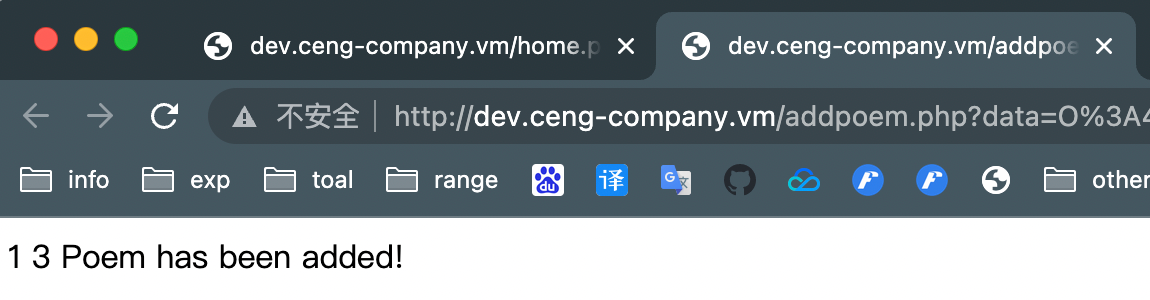 dev.ceng-company.vm/home.p
dev.ceng-company.vm/addpoe
不安全 http://dev.ceng-company.vm/addpoem.php?data=O%3A4
info exp toal range du 译 G 文 other
1 3 Poem has been added!